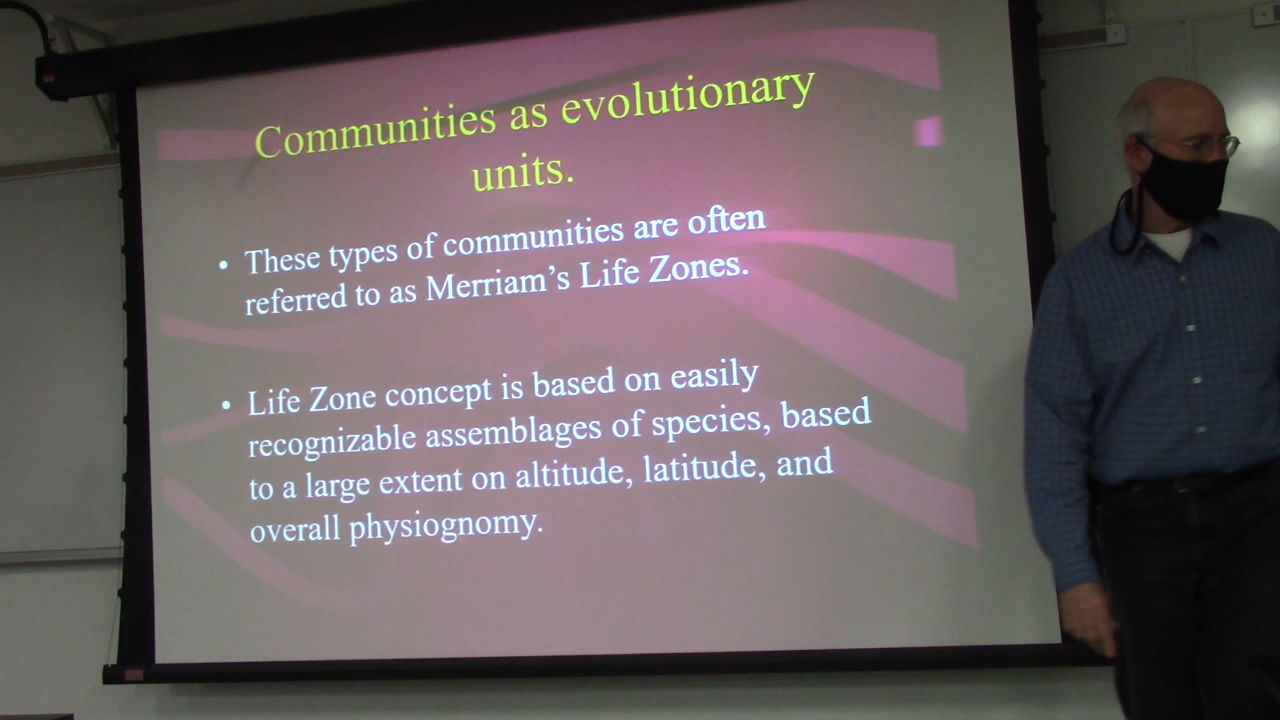 Communities as evolutionary
units.
• These types of communities are often
referred to as Merriam's Life Zones.
• Life Zone concept is based on easily
recognizable assemblages of species, based
to a large extent on altitude, latitude, and
overall physiognomy.